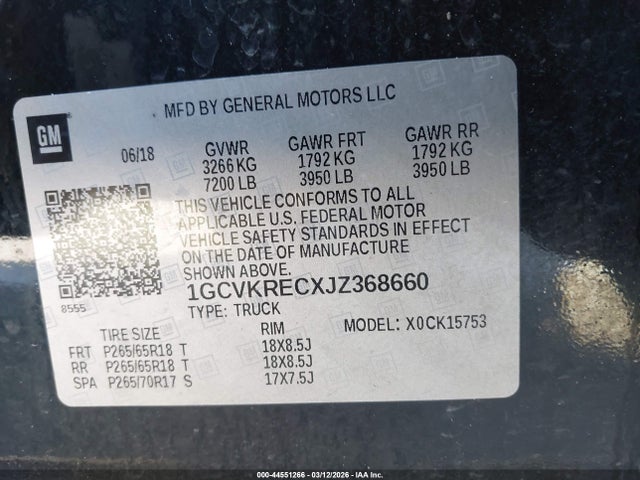 MFD BY GENERAL MOTORS LLC
GM
06/18 GVWR GAWR FRT GAWR RR
3266 KG 1792 KG 1792 KG
7200 LB 3950 LB 3950 LB
THIS VEHICLE CONFORMS TO ALL
APPLICABLE U.S. FEDERAL MOTOR
VEHICLE SAFETY STANDARDS IN EFFECT
ON THE DATE OF MANUFACTURE
SHOWN ABOVE.
8555
1GCVKRECXJZ368660
TYPE: TRUCK MODEL: X0CK15753
TIRE SIZE RIM
FRT P265/65R18 T 18X8.5J
RR P265/65R18 T 18X8.5J
SPA P265/70R17 S 17X7.5J
000-44551266 - 03/12/2026 - IAAI.COM